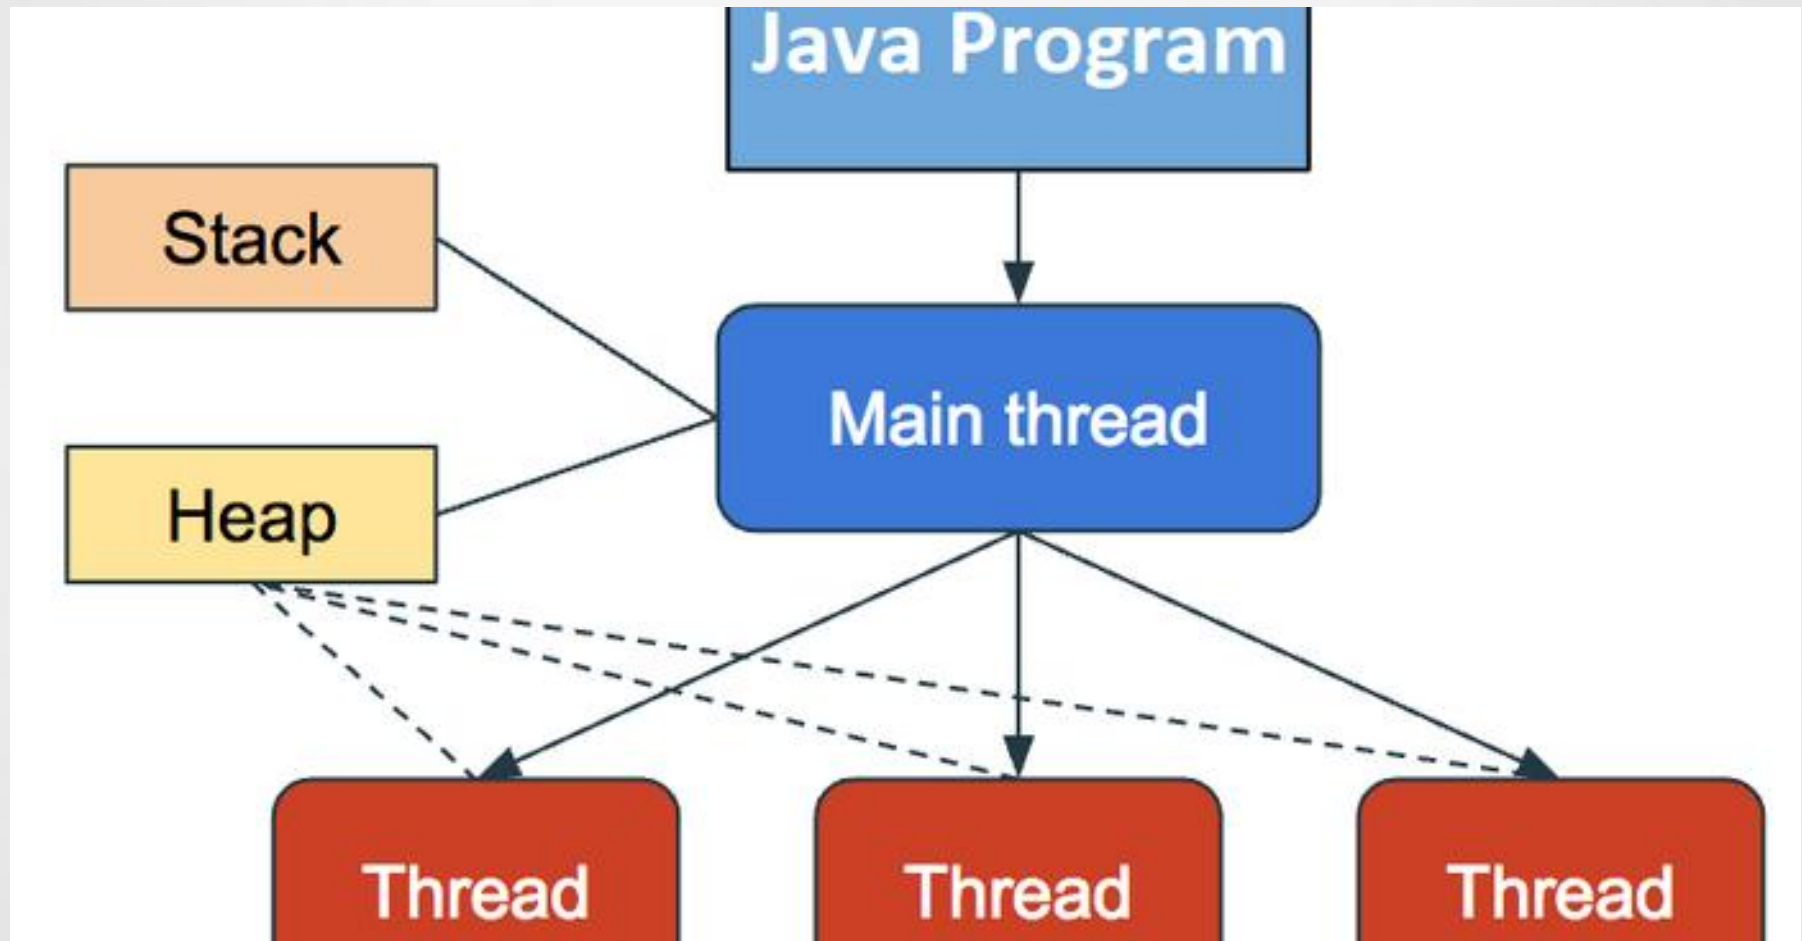 Java Program
Stack
Main thread
Heap
Thread
Thread
Thread